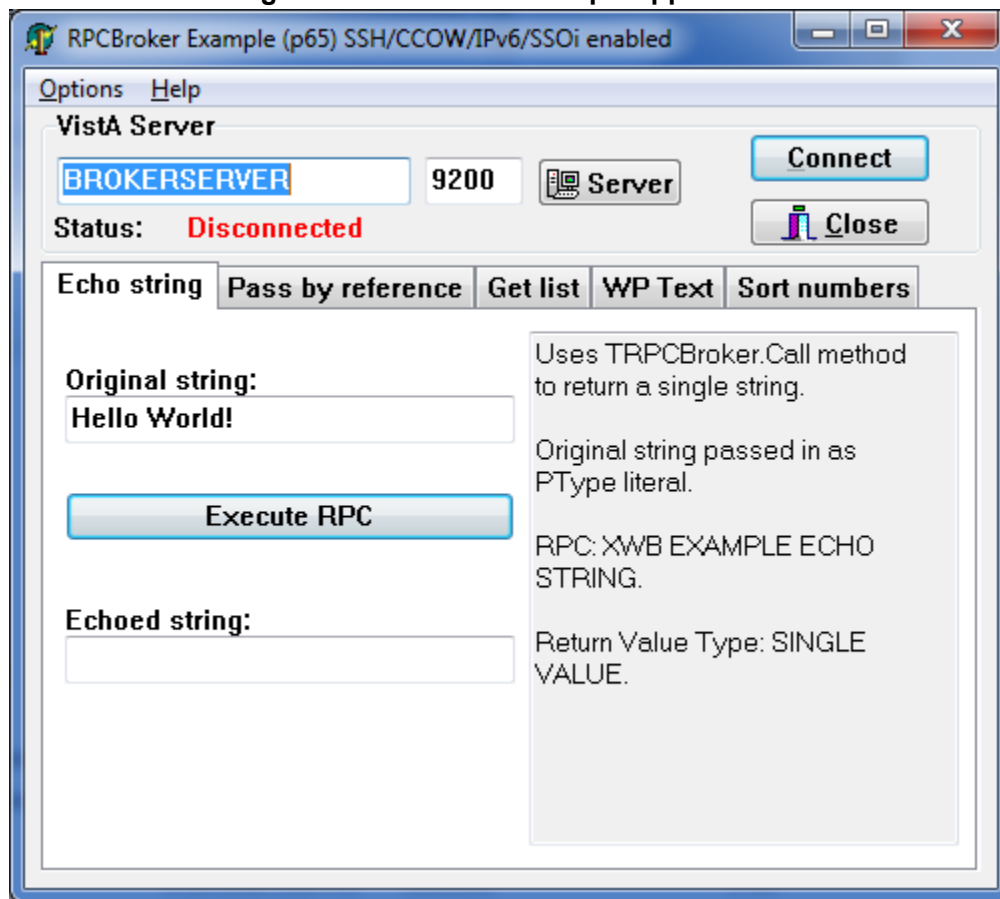 RPCBroker Example (p65) SSH/CCOW/IPv6/SSOi enabled
Options Help
VistA Server
BROKERSERVER 9200 Server
Connect
Status: Disconnected
Close
Echo string Pass by reference Get list WP Text Sort numbers
Original string:
Hello World!
Execute RPC
Echoed string:
Uses TRPCBroker.Call method
to return a single string.
Original string passed in as
PType literal.
RPC: XWB EXAMPLE ECHO
STRING.
Return Value Type: SINGLE
VALUE.